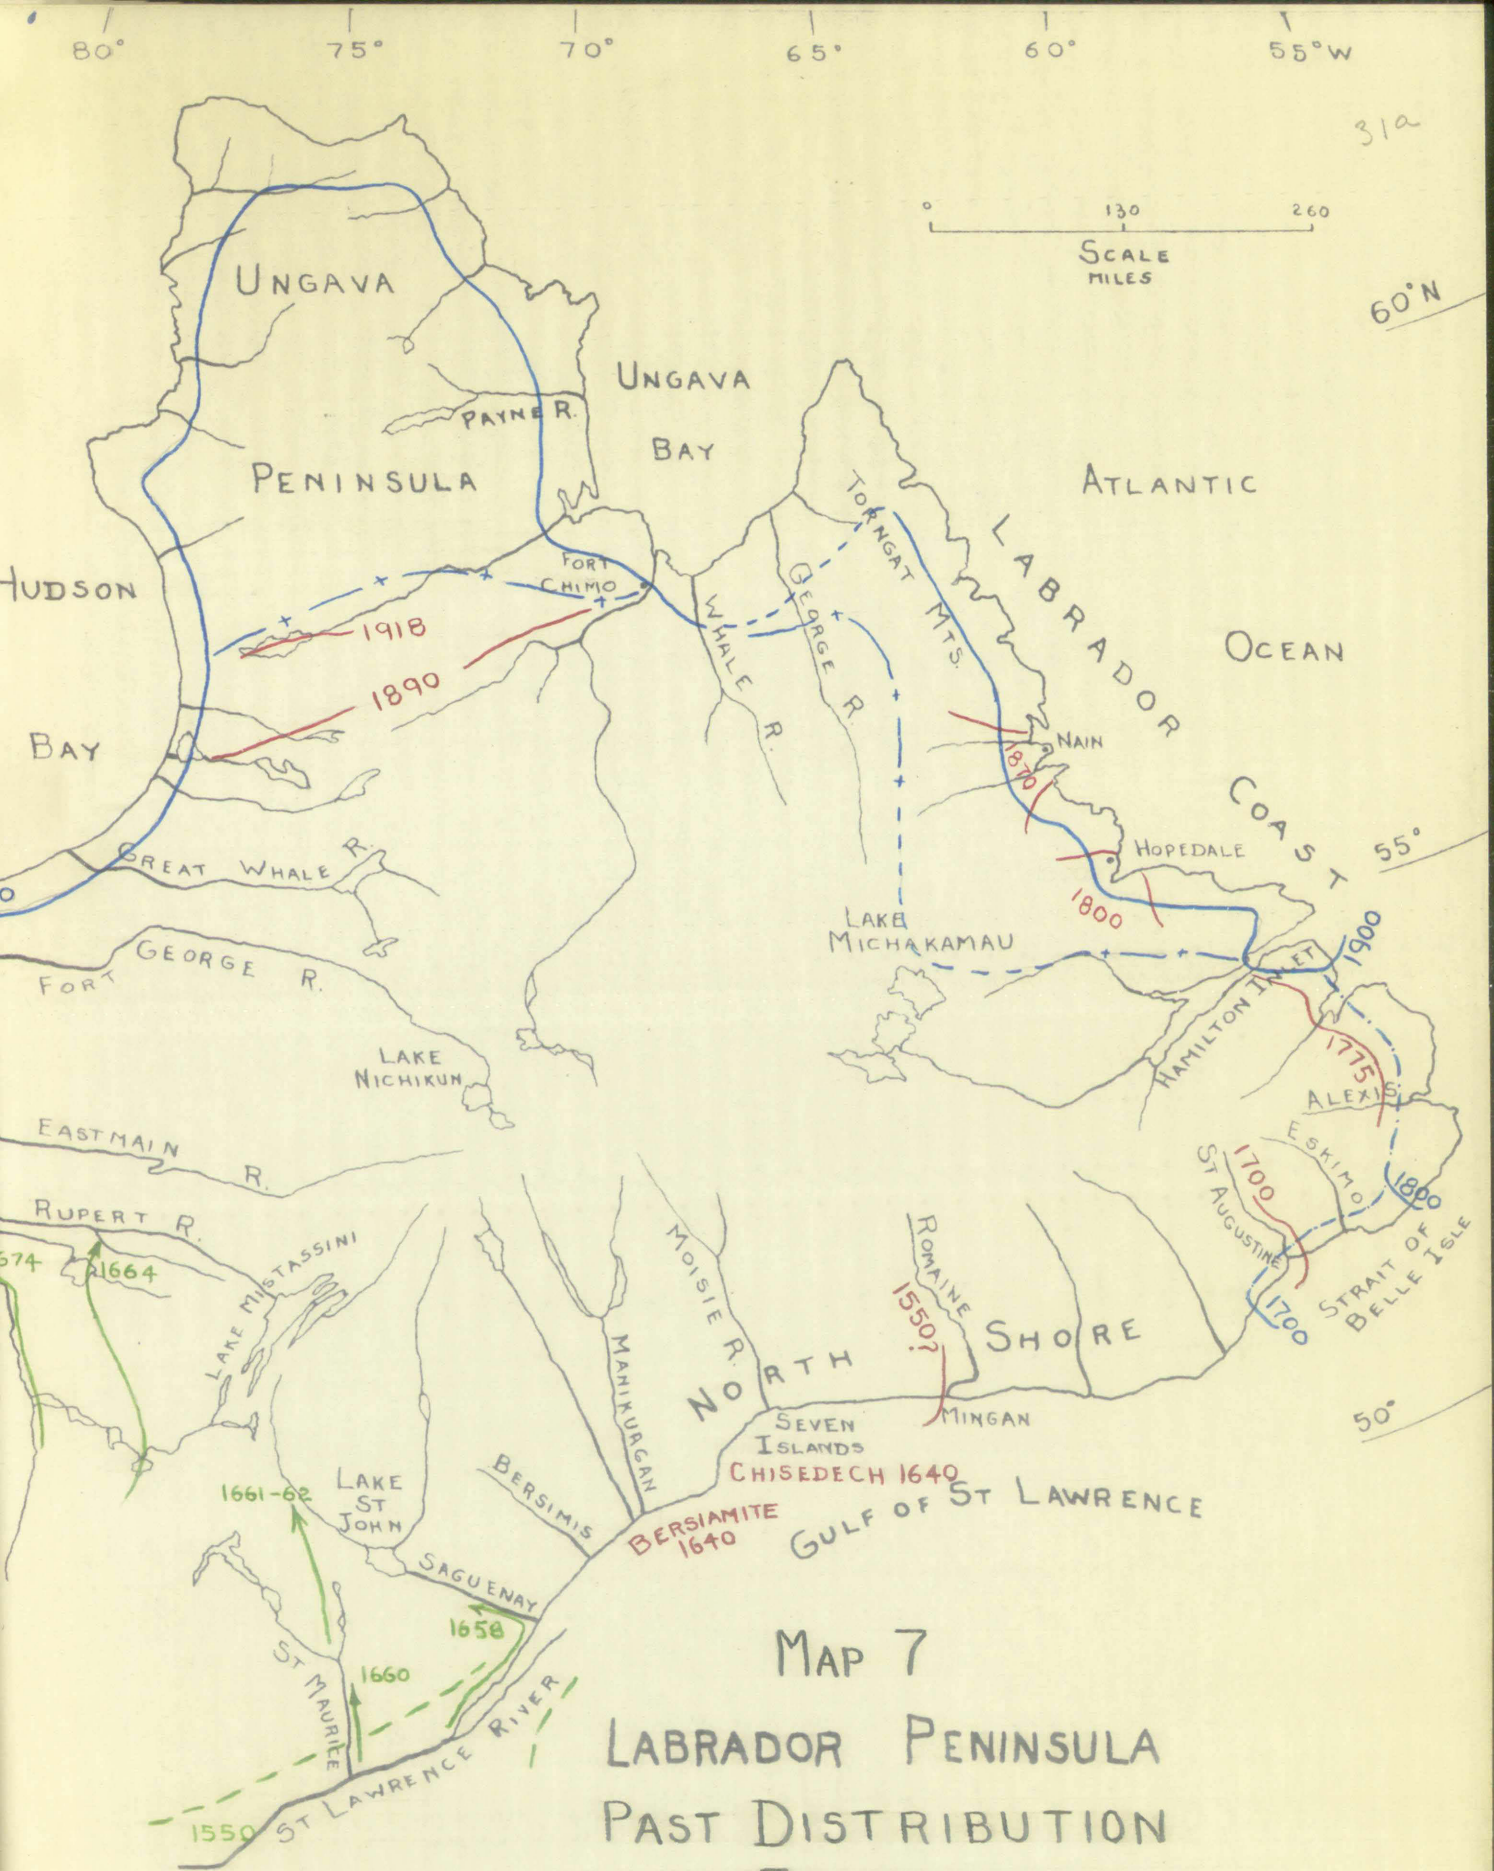 80° 75° 70° 65° 60° 55°W
31a
0 130 260
SCALE
MILES
60°N
UNGAVA
PENINSULA
UNGAVA
BAY
PAYNE R.
ATLANTIC
OCEAN
LABRADOR
COAST
TORNGAT MTS.
HUDSON
BAY
FORT
CHIMO
1918
1890
WHALE R.
GEORGE R.
NAIN
1870
HOPEDALE
1800
55°
GREAT WHALE R.
FORT GEORGE R.
LAKE
MICHAKAMAU
1900
HAMILTON INLET
1775
ALEXIS
ESKIMO
1800
ST AUGUSTINE
1700
1700
STRAIT OF
BELLE ISLE
LAKE
NICHIKUN
EASTMAIN R.
RUPERT R.
674
1664
LAKE MISTASSINI
MOISIE R.
MANIKURGAN
ROMAINE
1550?
NORTH SHORE
MINGAN
50°
SEVEN
ISLANDS
CHISEDECH 1640
BERSIAMITE
1640
GULF OF ST LAWRENCE
BERSIMIS
1661-62
LAKE
ST
JOHN
SAGUENAY
1658
ST MAURICE
1660
1550
ST LAWRENCE RIVER
MAP 7
LABRADOR PENINSULA
PAST DISTRIBUTION